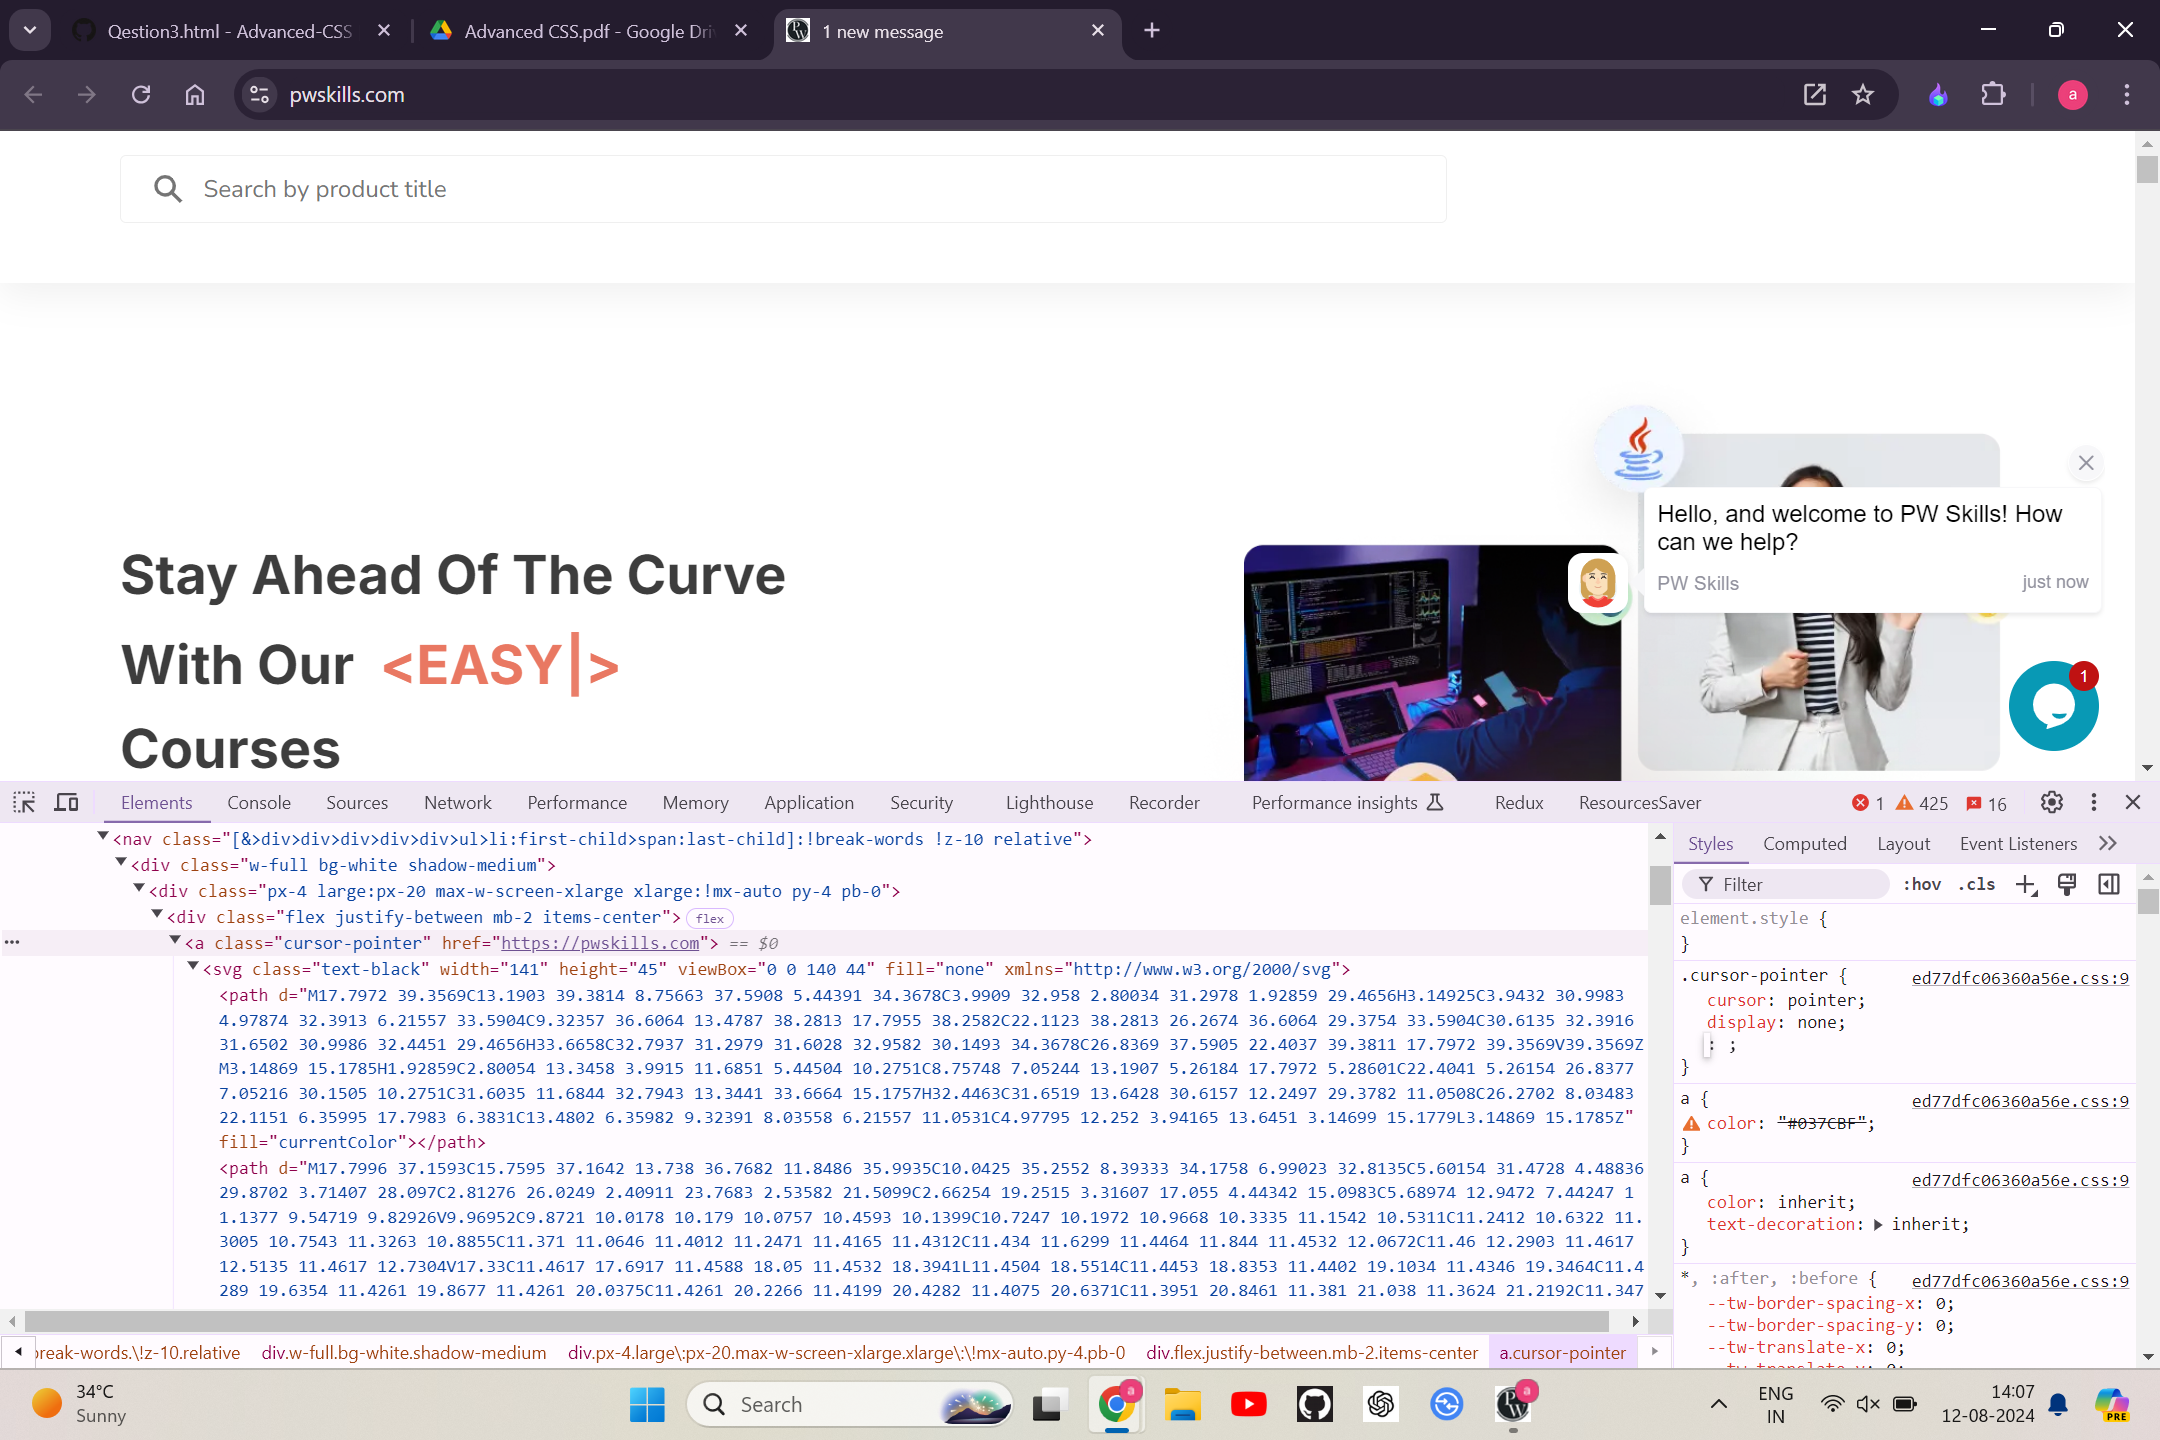 Qestion3.html - Advanced-CSS
Advanced CSS.pdf - Google Dri
1 new message
pwskills.com
a
Search by product title
Stay Ahead Of The Curve
With Our <EASY|>
Courses
Hello, and welcome to PW Skills! How
can we help?
PW Skills just now
1
Elements Console Sources Network Performance Memory Application Security Lighthouse Recorder Performance insights Redux ResourcesSaver 1 425 16
<nav class="[&>div>div>div>div>div>ul>li:first-child>span:last-child]:!break-words !z-10 relative">
<div class="w-full bg-white shadow-medium">
<div class="px-4 large:px-20 max-w-screen-xlarge xlarge:!mx-auto py-4 pb-0">
<div class="flex justify-between mb-2 items-center"> flex
<a class="cursor-pointer" href="https://pwskills.com"> == $0
<svg class="text-black" width="141" height="45" viewBox="0 0 140 44" fill="none" xmlns="http://www.w3.org/2000/svg">
<path d="M17.7972 39.3569C13.1903 39.3814 8.75663 37.5908 5.44391 34.3678C3.9909 32.958 2.80034 31.2978 1.92859 29.4656H3.14925C3.9432 30.9983
4.97874 32.3913 6.21557 33.5904C9.32357 36.6064 13.4787 38.2813 17.7955 38.2582C22.1123 38.2813 26.2674 36.6064 29.3754 33.5904C30.6135 32.3916
31.6502 30.9986 32.4451 29.4656H33.6658C32.7937 31.2979 31.6028 32.9582 30.1493 34.3678C26.8369 37.5905 22.4037 39.3811 17.7972 39.3569V39.3569Z
M3.14869 15.1785H1.92859C2.80054 13.3458 3.9915 11.6851 5.44504 10.2751C8.75748 7.05244 13.1907 5.26184 17.7972 5.28601C22.4041 5.26154 26.8377
7.05216 30.1505 10.2751C31.6035 11.6844 32.7943 13.3441 33.6664 15.1757H32.4463C31.6519 13.6428 30.6157 12.2497 29.3782 11.0508C26.2702 8.03483
22.1151 6.35995 17.7983 6.3831C13.4802 6.35982 9.32391 8.03558 6.21557 11.0531C4.97795 12.252 3.94165 13.6451 3.14699 15.1779L3.14869 15.1785Z"
fill="currentColor"></path>
<path d="M17.7996 37.1593C15.7595 37.1642 13.738 36.7682 11.8486 35.9935C10.0425 35.2552 8.39333 34.1758 6.99023 32.8135C5.60154 31.4728 4.48836
29.8702 3.71407 28.097C2.81276 26.0249 2.40911 23.7683 2.53582 21.5099C2.66254 19.2515 3.31607 17.055 4.44342 15.0983C5.68974 12.9472 7.44247 1
1.1377 9.54719 9.82926V9.96952C9.8721 10.0178 10.179 10.0757 10.4593 10.1399C10.7247 10.1972 10.9668 10.3335 11.1542 10.5311C11.2412 10.6322 11.
3005 10.7543 11.3263 10.8855C11.371 11.0646 11.4012 11.2471 11.4165 11.4312C11.434 11.6299 11.4464 11.844 11.4532 12.0672C11.46 12.2903 11.4617
12.5135 11.4617 12.7304V17.33C11.4617 17.6917 11.4588 18.05 11.4532 18.3941L11.4504 18.5514C11.4453 18.8353 11.4402 19.1034 11.4346 19.3464C11.4
289 19.6354 11.4261 19.8677 11.4261 20.0375C11.4261 20.2266 11.4199 20.4282 11.4075 20.6371C11.3951 20.8461 11.381 21.038 11.3624 21.2192C11.347
break-words.\!z-10.relative div.w-full.bg-white.shadow-medium div.px-4.large\:px-20.max-w-screen-xlarge.xlarge\:\!mx-auto.py-4.pb-0 div.flex.justify-between.mb-2.items-center a.cursor-pointer
Styles Computed Layout Event Listeners
Filter :hov .cls
element.style {
}
.cursor-pointer { ed77dfc06360a56e.css:9
cursor: pointer;
display: none;
: ;
}
a { ed77dfc06360a56e.css:9
color: "#037CBF";
}
a { ed77dfc06360a56e.css:9
color: inherit;
text-decoration: inherit;
}
*, :after, :before { ed77dfc06360a56e.css:9
--tw-border-spacing-x: 0;
--tw-border-spacing-y: 0;
--tw-translate-x: 0;
34°C
Sunny
Search
a
a
ENG
IN
14:07
12-08-2024
PRE